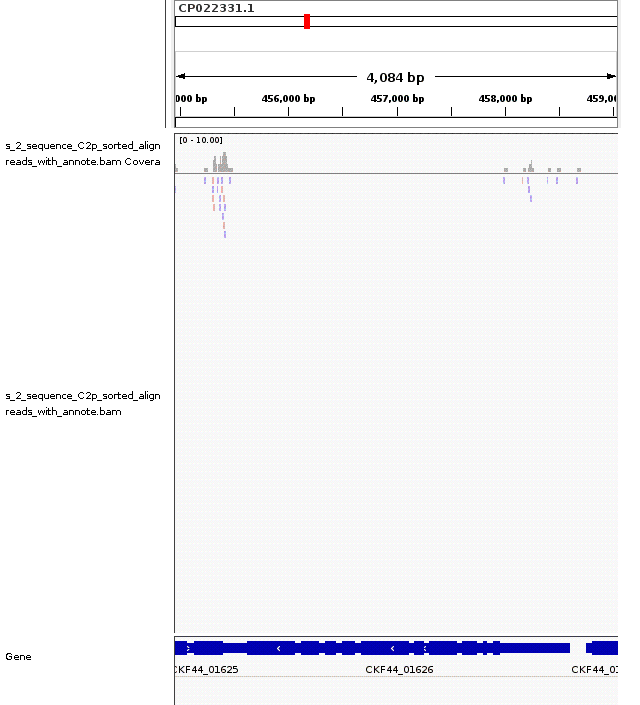 CP022331.1
4,084 bp
000 bp 456,000 bp 457,000 bp 458,000 bp 459,0
s_2_sequence_C2p_sorted_align
reads_with_annote.bam Covera
[0 - 10.00]
s_2_sequence_C2p_sorted_align
reads_with_annote.bam
Gene
CKF44_01625 CKF44_01626 CKF44_01